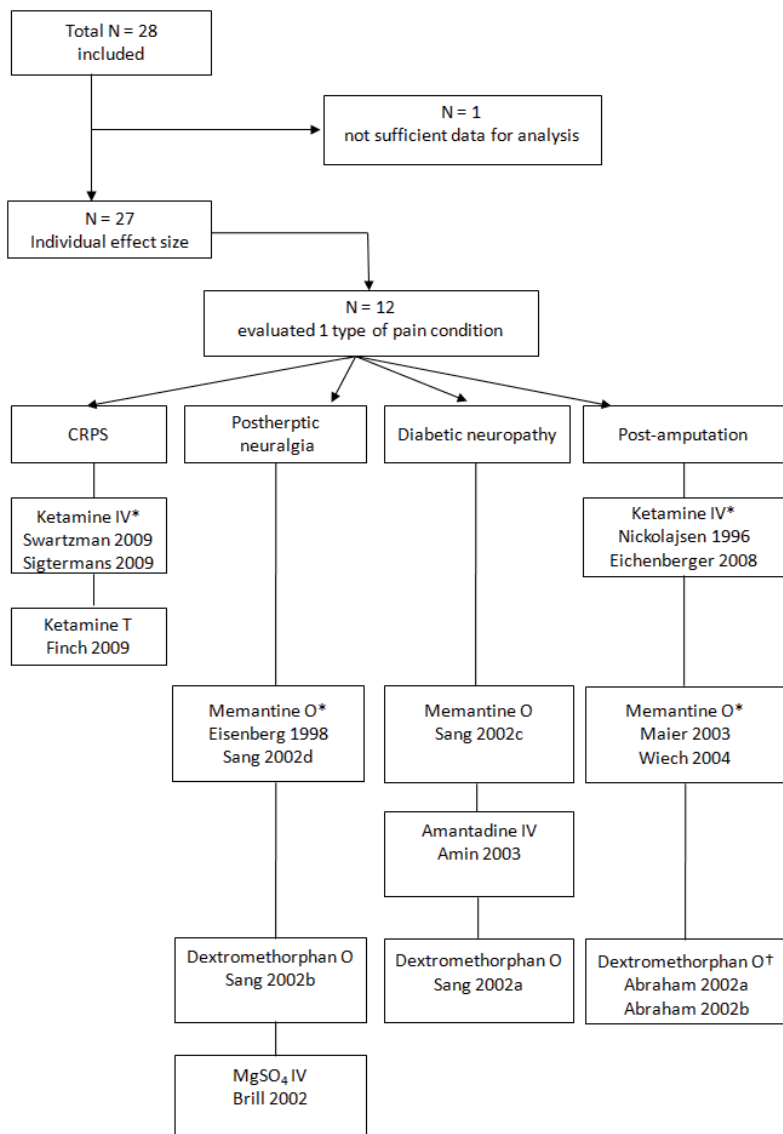 Total N = 28
included
N = 1
not sufficient data for analysis
N = 27
Individual effect size
N = 12
evaluated 1 type of pain condition
CRPS
Postherptic
neuralgia
Diabetic neuropathy
Post-amputation
Ketamine IV*
Swartzman 2009
Sigtermans 2009
Ketamine IV*
Nickolajsen 1996
Eichenberger 2008
Ketamine T
Finch 2009
Memantine O*
Eisenberg 1998
Sang 2002d
Memantine O
Sang 2002c
Memantine O*
Maier 2003
Wiech 2004
Amantadine IV
Amin 2003
Dextromethorphan O
Sang 2002b
Dextromethorphan O
Sang 2002a
Dextromethorphan O†
Abraham 2002a
Abraham 2002b
MgSO₄ IV
Brill 2002